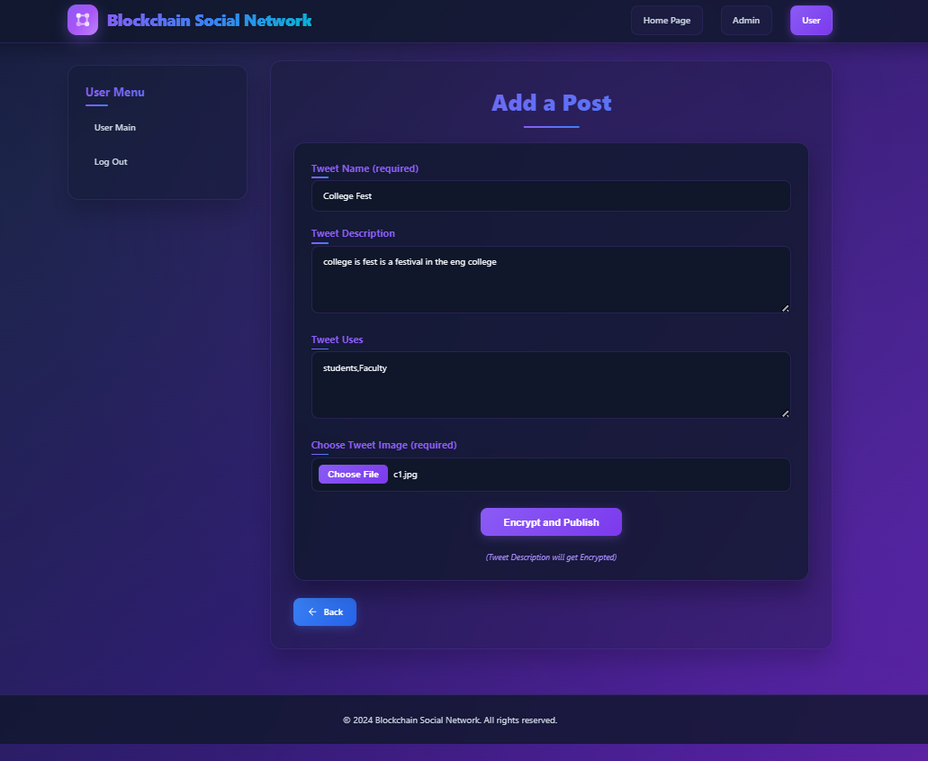 Blockchain Social Network
Home Page
Admin
User
User Menu
User Main
Log Out
Add a Post
Tweet Name (required)
College Fest
Tweet Description
college is fest is a festival in the eng college
Tweet Uses
students,Faculty
Choose Tweet Image (required)
Choose File c1.jpg
Encrypt and Publish
(Tweet Description will get Encrypted)
← Back
© 2024 Blockchain Social Network. All rights reserved.